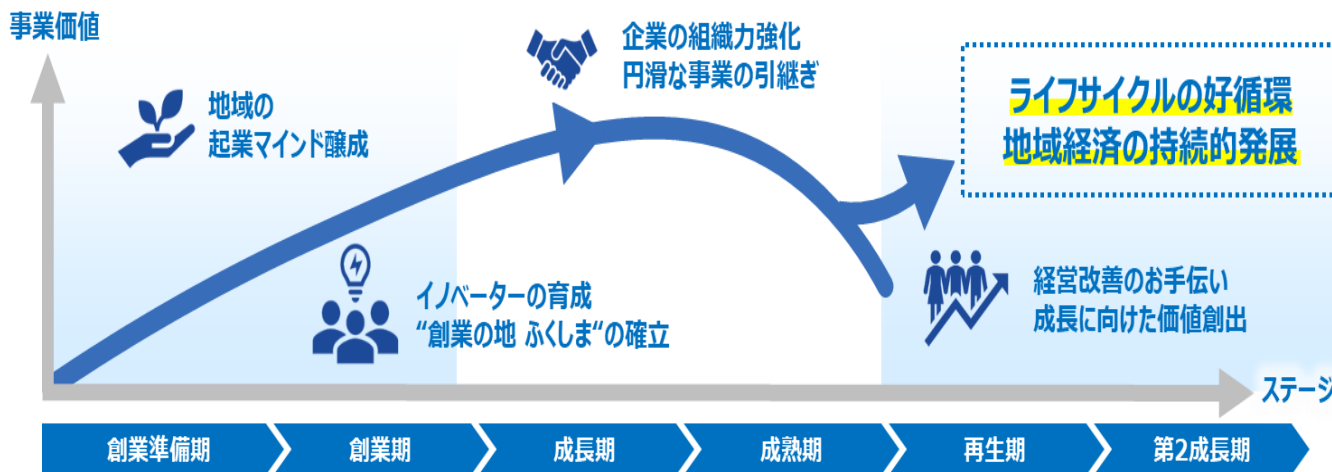 事業価値
地域の
起業マインド醸成
企業の組織力強化
円滑な事業の引継ぎ
ライフサイクルの好循環
地域経済の持続的発展
イノベーターの育成
“創業の地 ふくしま“の確立
経営改善のお手伝い
成長に向けた価値創出
ステージ
創業準備期
創業期
成長期
成熟期
再生期
第2成長期